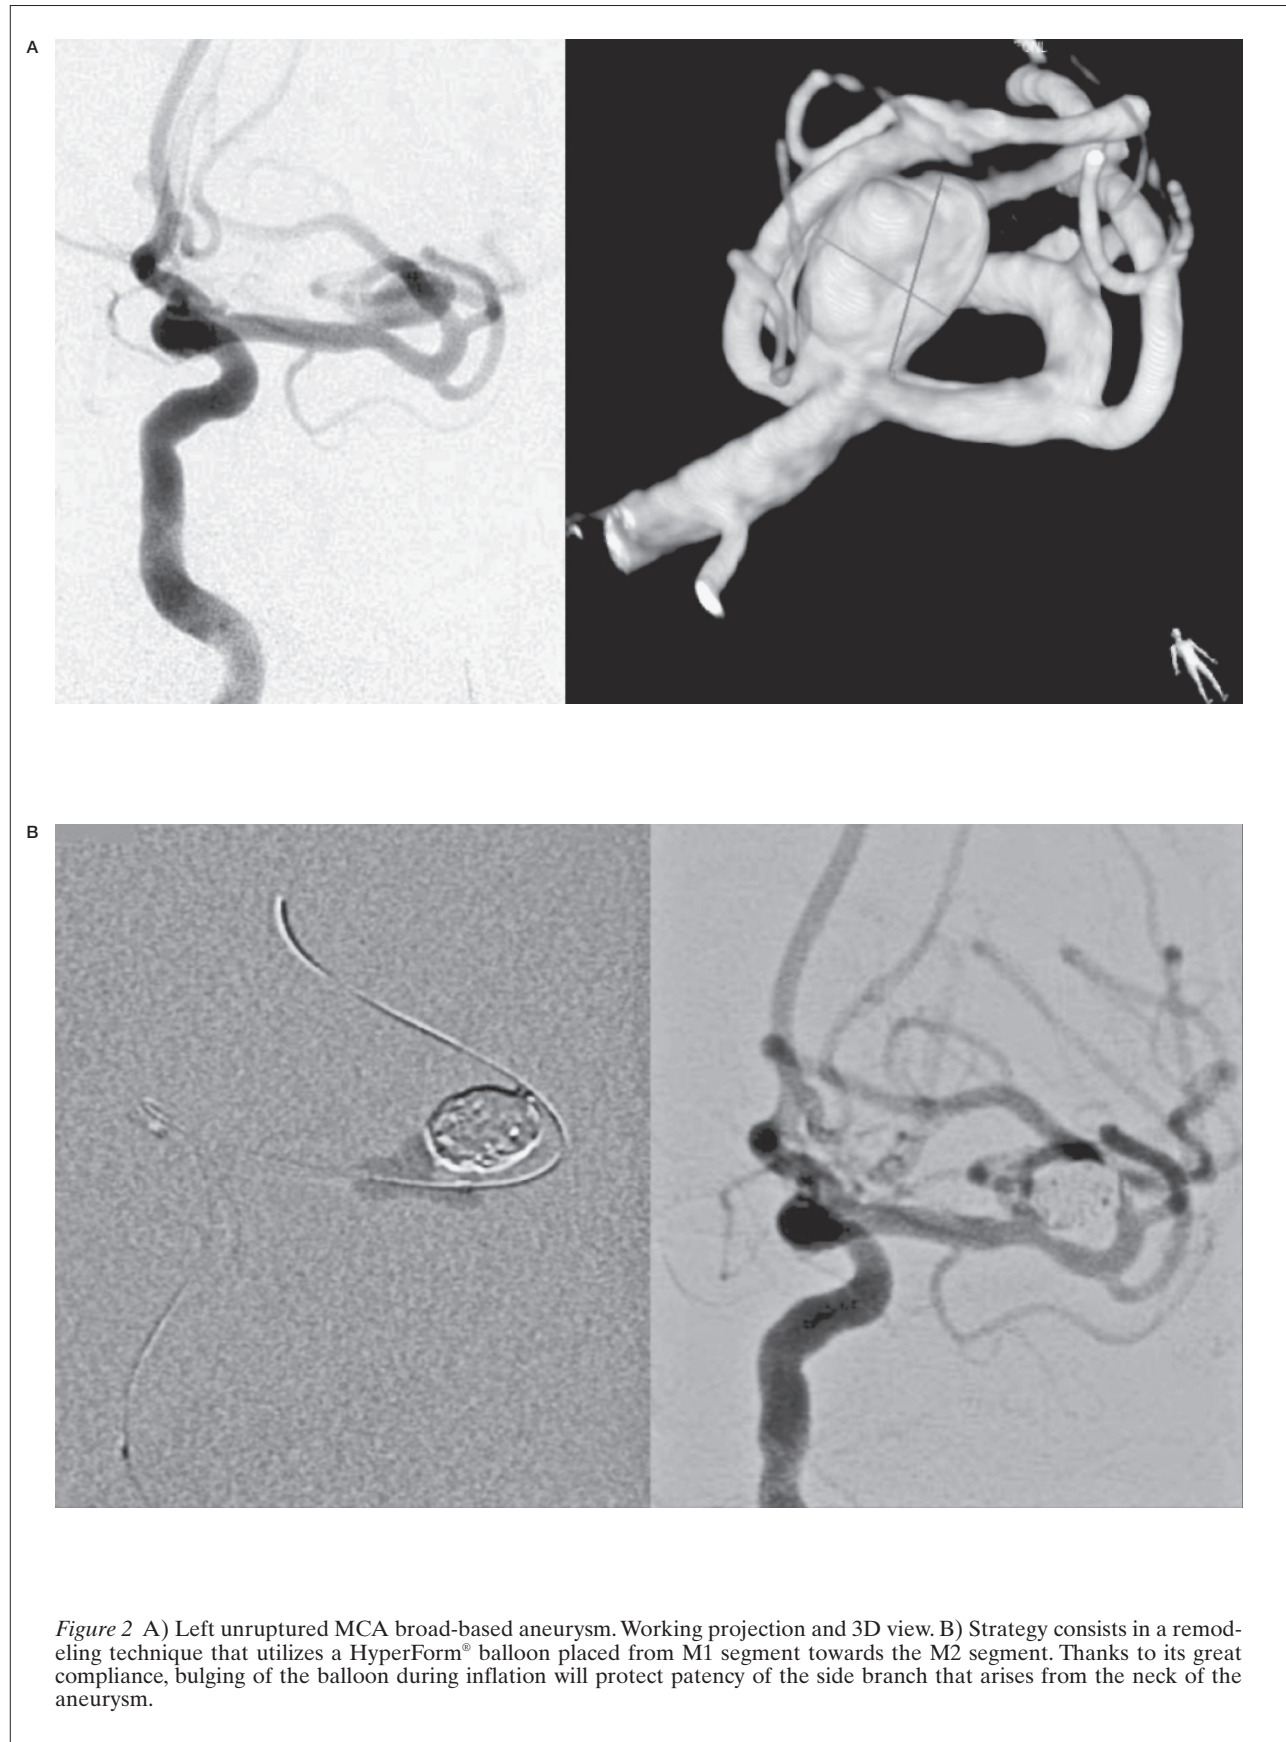 A
B
Figure 2 A) Left unruptured MCA broad-based aneurysm. Working projection and 3D view. B) Strategy consists in a remod-
eling technique that utilizes a HyperForm® balloon placed from M1 segment towards the M2 segment. Thanks to its great
compliance, bulging of the balloon during inflation will protect patency of the side branch that arises from the neck of the
aneurysm.